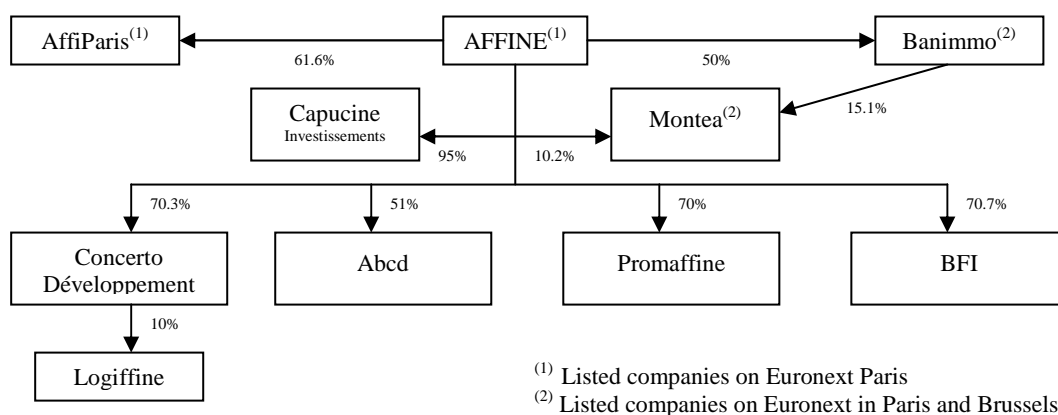 AffiParis(1)
AFFINE(1)
Banimmo(2)
61.6%
50%
15.1%
Capucine
Investissements
Montea(2)
95%
10.2%
70.3%
51%
70%
70.7%
Concerto
Développement
Abcd
Promaffine
BFI
10%
Logiffine
(1) Listed companies on Euronext Paris
(2) Listed companies on Euronext in Paris and Brussels